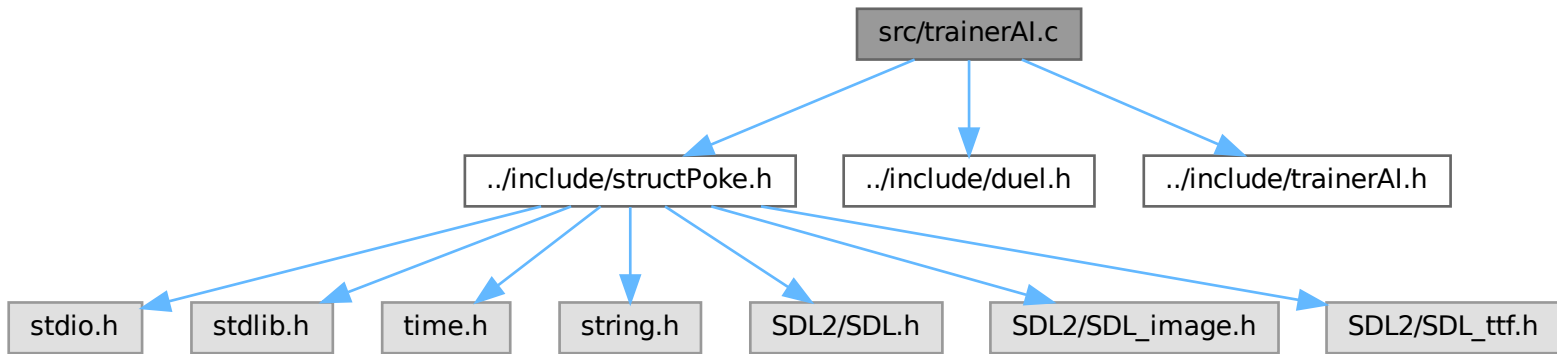 src/trainerAI.c
../include/structPoke.h
../include/duel.h
../include/trainerAI.h
stdio.h
stdlib.h
time.h
string.h
SDL2/SDL.h
SDL2/SDL_image.h
SDL2/SDL_ttf.h